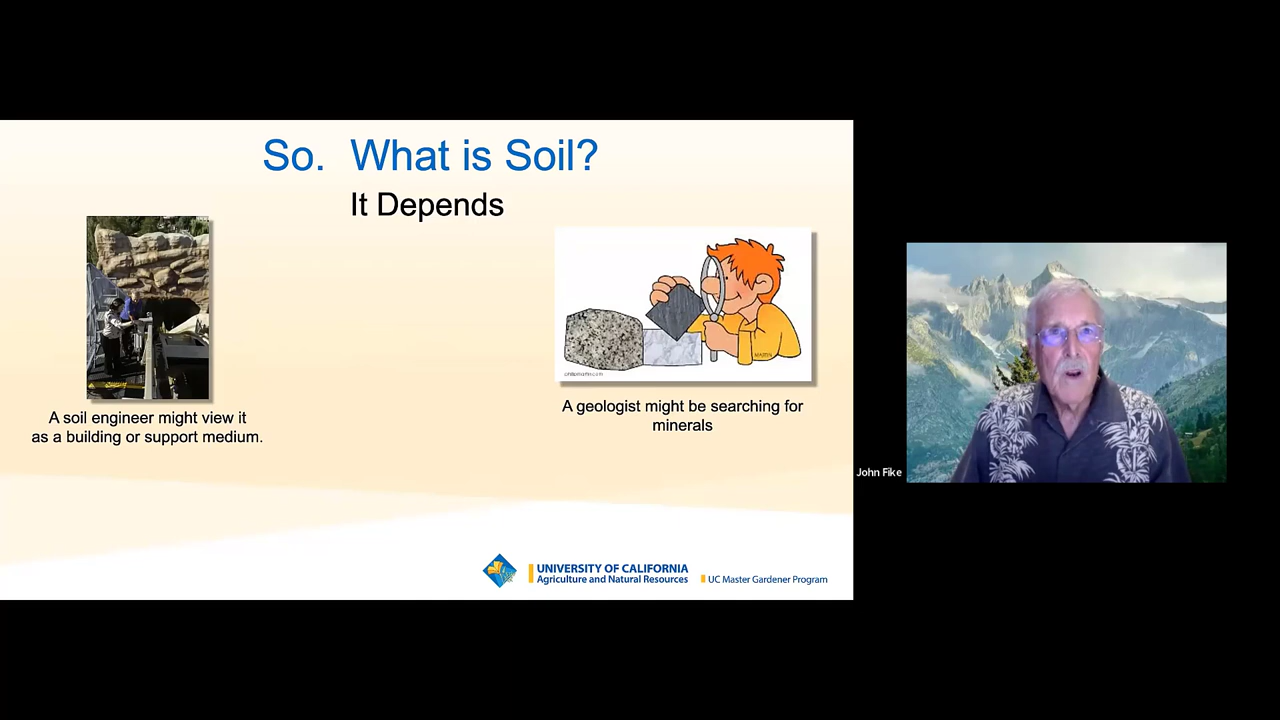 So. What is Soil?
It Depends
A soil engineer might view it
as a building or support medium.
MARTIN
A geologist might be searching for
minerals
John Fike
UNIVERSITY OF CALIFORNIA
Agriculture and Natural Resources
UC Master Gardener Program